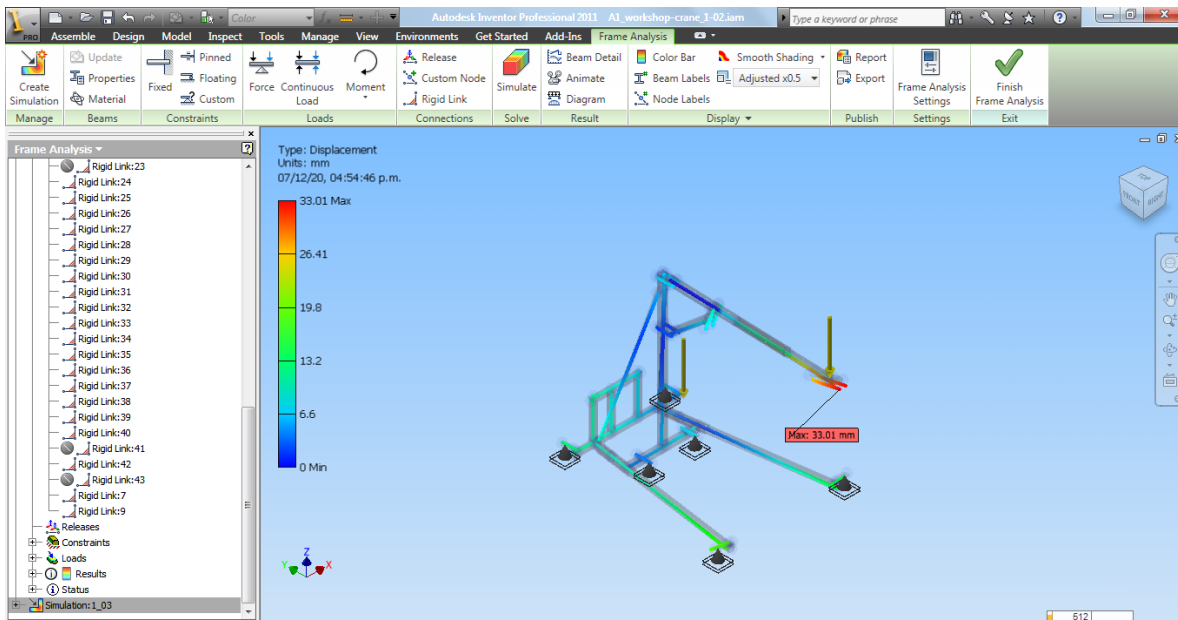 Color
Autodesk Inventor Professional 2011 A1_workshop-crane_1-02.iam
Type a keyword or phrase
PRO
Assemble Design Model Inspect Tools Manage View Environments Get Started Add-Ins Frame Analysis
Create Simulation
Update
Properties
Material
Fixed
Pinned
Floating
Custom
Force
Continuous Load
Moment
Release
Custom Node
Rigid Link
Simulate
Beam Detail
Animate
Diagram
Color Bar
Beam Labels
Node Labels
Smooth Shading
Adjusted x0.5
Report
Export
Frame Analysis Settings
Finish Frame Analysis
Manage Beams Constraints Loads Connections Solve Result Display Publish Settings Exit
Frame Analysis
Rigid Link:23
Rigid Link:24
Rigid Link:25
Rigid Link:26
Rigid Link:27
Rigid Link:28
Rigid Link:29
Rigid Link:30
Rigid Link:31
Rigid Link:32
Rigid Link:33
Rigid Link:34
Rigid Link:35
Rigid Link:36
Rigid Link:37
Rigid Link:38
Rigid Link:39
Rigid Link:40
Rigid Link:41
Rigid Link:42
Rigid Link:43
Rigid Link:7
Rigid Link:9
Releases
Constraints
Loads
Results
Status
Simulation:1_03
Type: Displacement
Units: mm
07/12/20, 04:54:46 p.m.
33.01 Max
26.41
19.8
13.2
6.6
0 Min
Max: 33.01 mm
TOP
FRONT
RIGHT
Z
Y
X
512